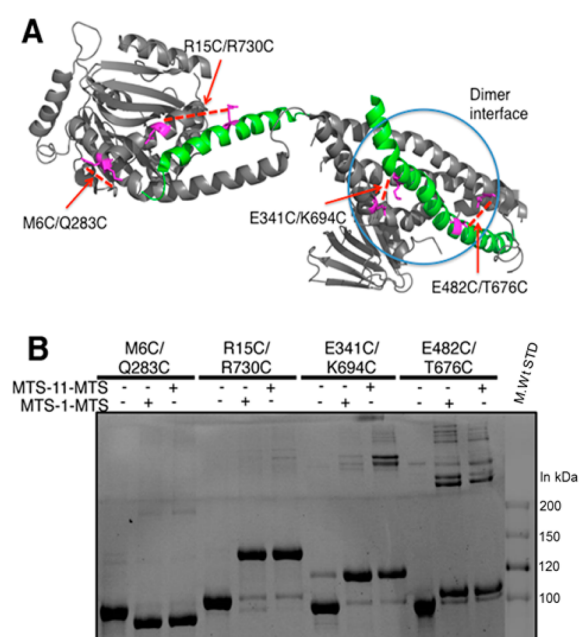 A
R15C/R730C
Dimer
interface
M6C/Q283C
E341C/K694C
E482C/T676C
B
M6C/
Q283C
R15C/
R730C
E341C/
K694C
E482C/
T676C
M.Wt STD
MTS-11-MTS - - + - - + - - + - - +
MTS-1-MTS - + - - + - - + - - + -
In kDa
200
150
120
100